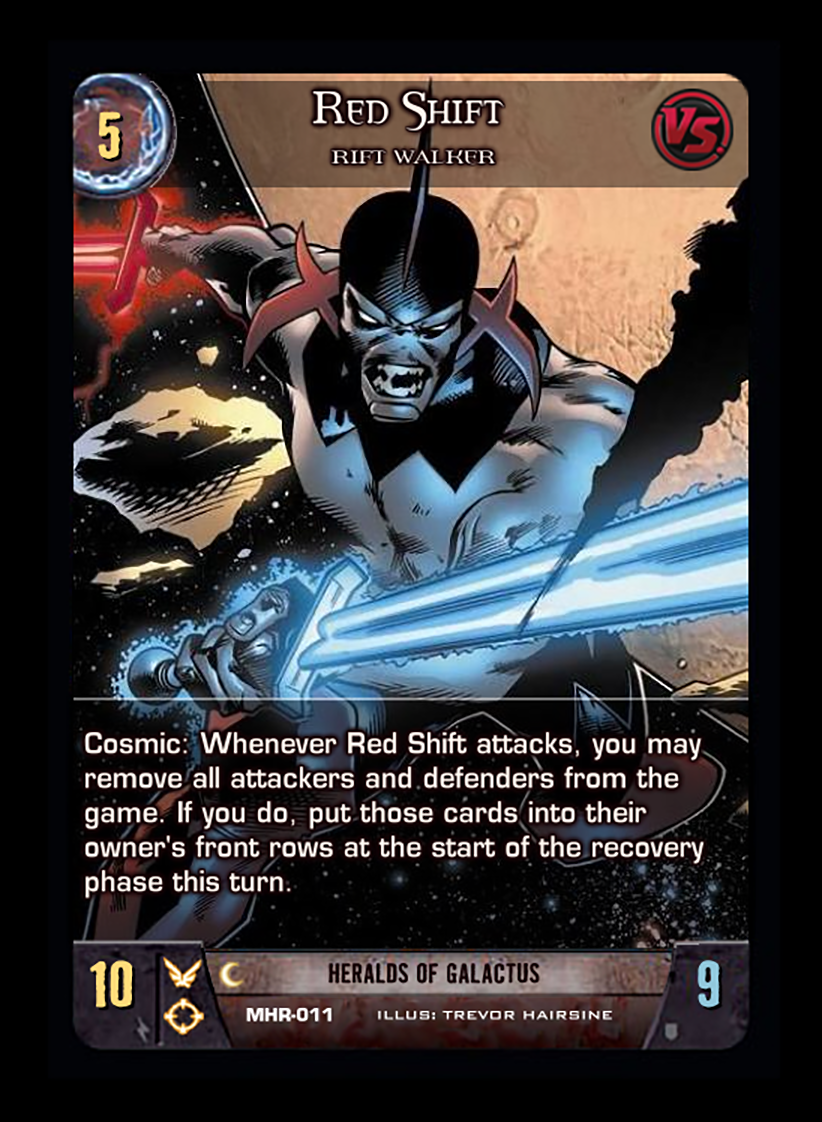 5
Red Shift
VS.
RIFT WALKER
Cosmic: Whenever Red Shift attacks, you may
remove all attackers and defenders from the
game. If you do, put those cards into their
owner's front rows at the start of the recovery
phase this turn.
10
HERALDS OF GALACTUS
9
MHR-011 ILLUS: TREVOR HAIRSINE